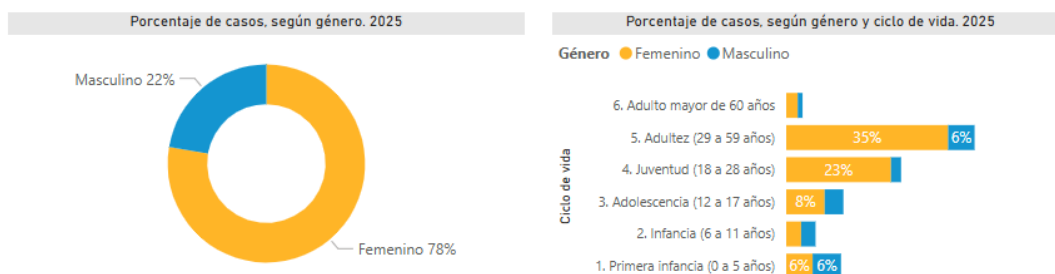 Porcentaje de casos, según género. 2025
Masculino 22%
Femenino 78%
Porcentaje de casos, según género y ciclo de vida. 2025
Género Femenino Masculino
Ciclo de vida
6. Adulto mayor de 60 años
5. Adultez (29 a 59 años) 35% 6%
4. Juventud (18 a 28 años) 23%
3. Adolescencia (12 a 17 años) 8%
2. Infancia (6 a 11 años)
1. Primera infancia (0 a 5 años) 6% 6%